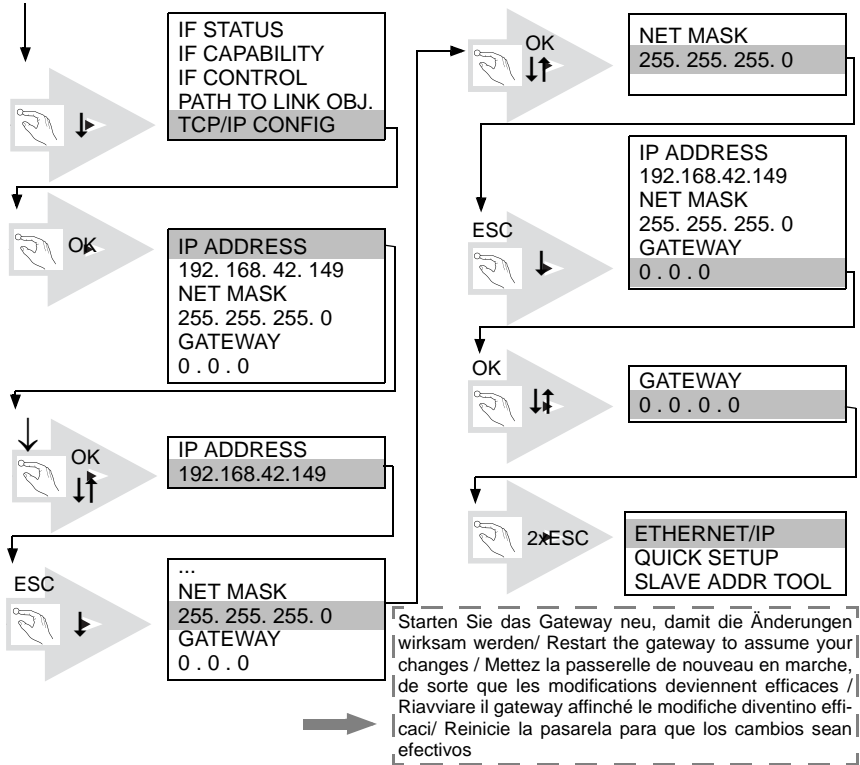 IF STATUS
IF CAPABILITY
IF CONTROL
PATH TO LINK OBJ.
TCP/IP CONFIG
OK
IP ADDRESS
192. 168. 42. 149
NET MASK
255. 255. 255. 0
GATEWAY
0 . 0 . 0
OK
IP ADDRESS
192.168.42.149
ESC
...
NET MASK
255. 255. 255. 0
GATEWAY
0 . 0 . 0
OK
NET MASK
255. 255. 255. 0
ESC
IP ADDRESS
192.168.42.149
NET MASK
255. 255. 255. 0
GATEWAY
0 . 0 . 0
OK
GATEWAY
0 . 0 . 0 . 0
2xESC
ETHERNET/IP
QUICK SETUP
SLAVE ADDR TOOL
Starten Sie das Gateway neu, damit die Änderungen
wirksam werden/ Restart the gateway to assume your
changes / Mettez la passerelle de nouveau en marche,
de sorte que les modifications deviennent efficaces /
Riavviare il gateway affinché le modifiche diventino effi-
caci/ Reinicie la pasarela para que los cambios sean
efectivos